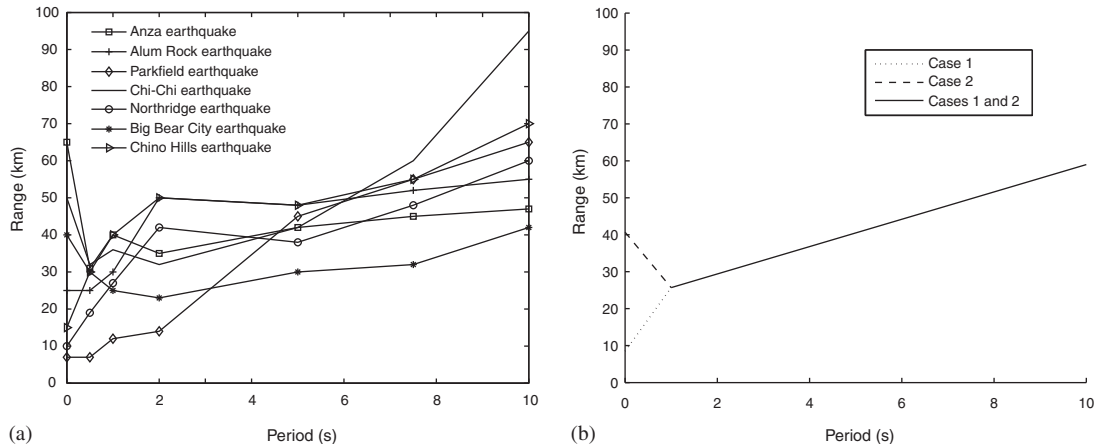 100
90
80
70
60
50
40
30
20
10
0
Range (km)
Anza earthquake
Alum Rock earthquake
Parkfield earthquake
Chi-Chi earthquake
Northridge earthquake
Big Bear City earthquake
Chino Hills earthquake
0 2 4 6 8 10
Period (s)
(a)
100
90
80
70
60
50
40
30
20
10
0
Range (km)
Case 1
Case 2
Cases 1 and 2
0 2 4 6 8 10
Period (s)
(b)